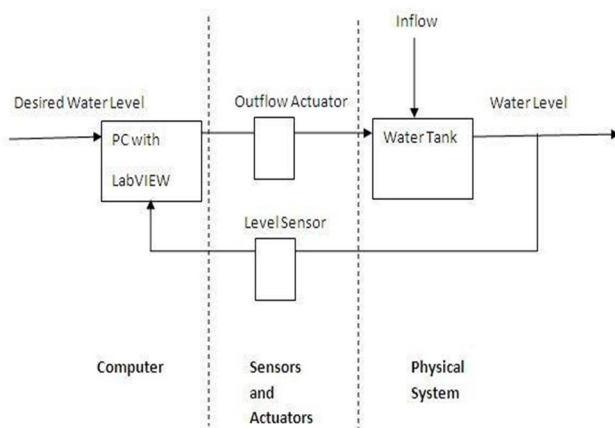 Inflow
Desired Water Level
Outflow Actuator
Water Level
PC with
LabVIEW
Water Tank
Level Sensor
Computer
Sensors
and
Actuators
Physical
System